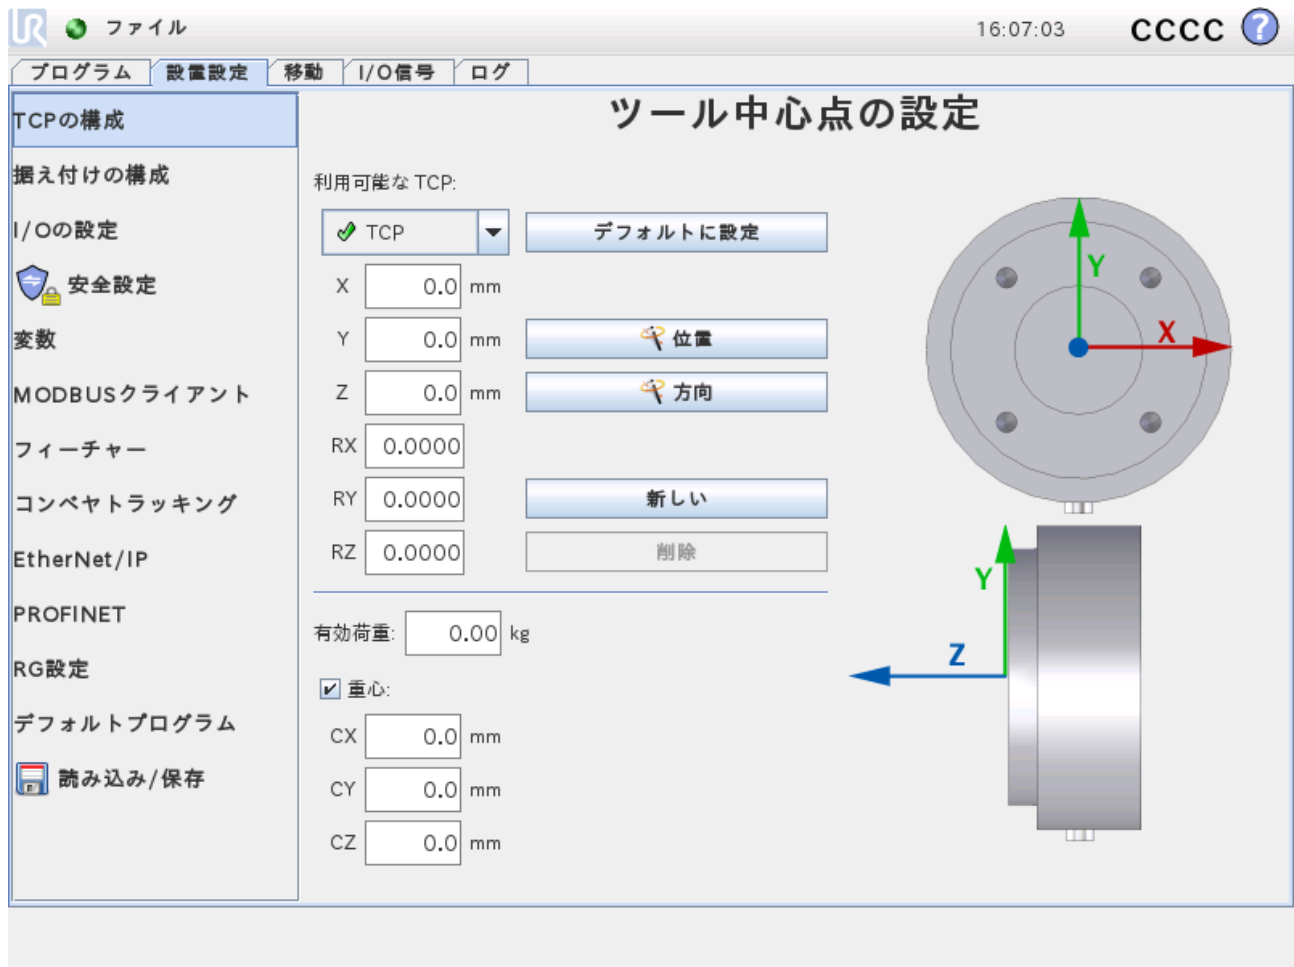 UR ファイル 16:07:03 CCCC ?
プログラム 設置設定 移動 I/O信号 ログ
TCPの構成
据え付けの構成
I/Oの設定
安全設定
変数
MODBUSクライアント
フィーチャー
コンベヤトラッキング
EtherNet/IP
PROFINET
RG設定
デフォルトプログラム
読み込み/保存
ツール中心点の設定
利用可能な TCP:
TCP デフォルトに設定
X 0.0 mm
Y 0.0 mm 位置
Z 0.0 mm 方向
RX 0.0000
RY 0.0000 新しい
RZ 0.0000 削除
有効荷重: 0.00 kg
重心:
CX 0.0 mm
CY 0.0 mm
CZ 0.0 mm
Y
X
Y
Z